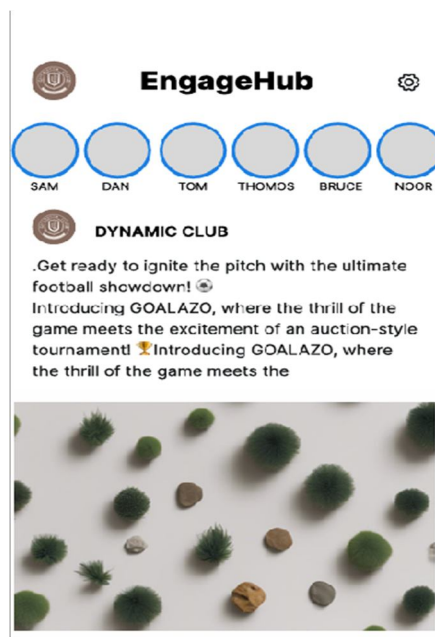 EngageHub
SAM DAN TOM THOMOS BRUCE NOOR
DYNAMIC CLUB
.Get ready to ignite the pitch with the ultimate
football showdown! ⚽
Introducing GOALAZO, where the thrill of the
game meets the excitement of an auction-style
tournament! 🏆Introducing GOALAZO, where
the thrill of the game meets the